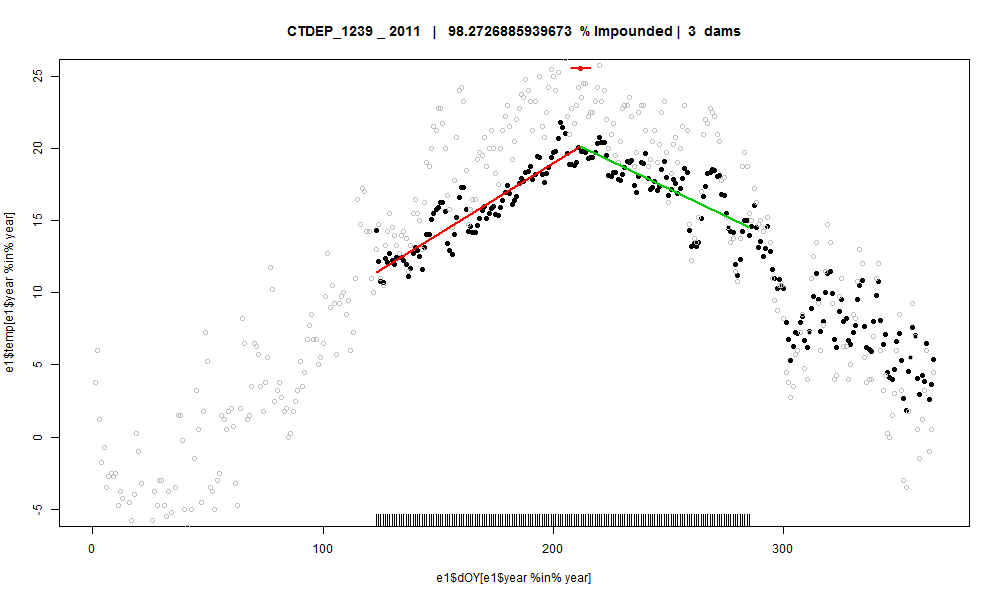 CTDEP_1239 _ 2011 | 98.2726885939673 % Impounded | 3 dams
e1$temp[e1$year %in% year]
25
20
15
10
5
0
-5
0 100 200 300
e1$dOY[e1$year %in% year]